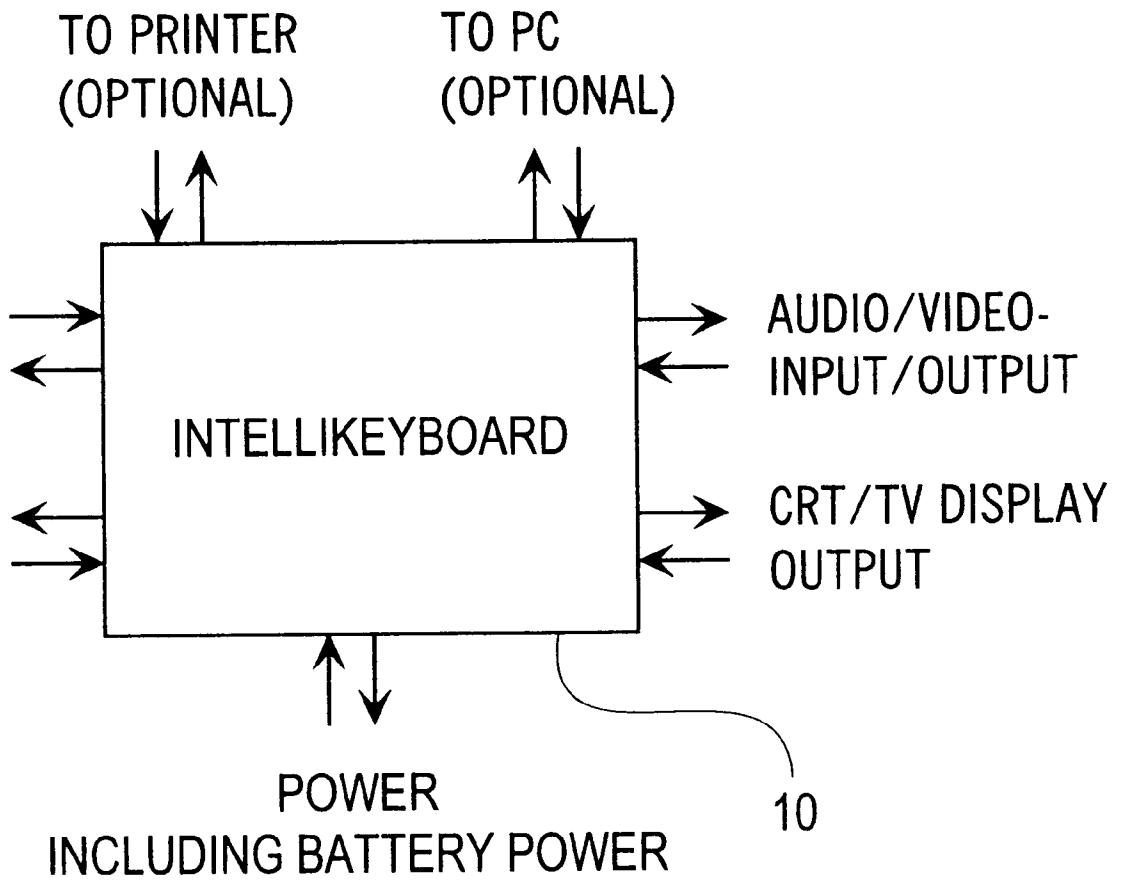 TO PRINTER
(OPTIONAL)
TO PC
(OPTIONAL)
AUDIO/VIDEO-
INPUT/OUTPUT
INTELLIKEYBOARD
CRT/TV DISPLAY
OUTPUT
POWER
INCLUDING BATTERY POWER
10